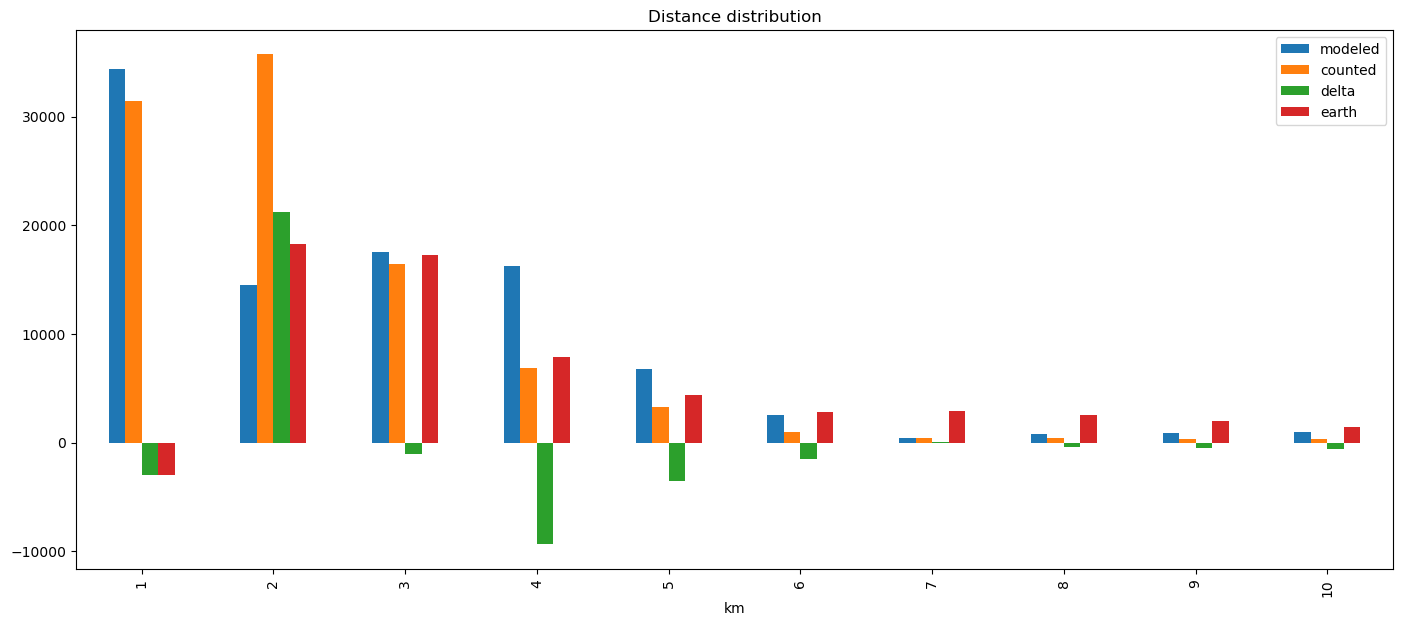 Distance distribution
modeled
counted
delta
earth
30000
20000
10000
0
−10000
1 2 3 4 5 6 7 8 9 10
km